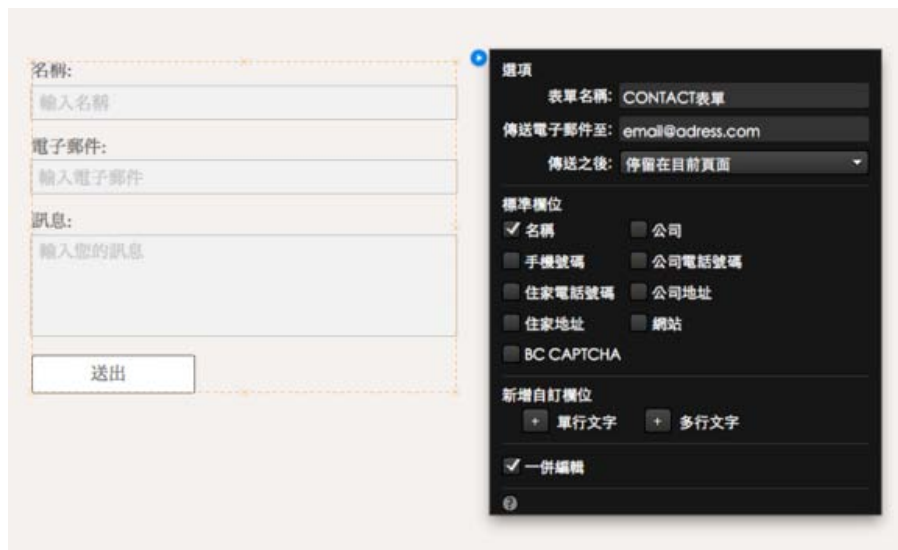 名稱:
輸入名稱
電子郵件:
輸入電子郵件
訊息:
輸入您的訊息
送出
選項
表單名稱: CONTACT表單
傳送電子郵件至: email@adress.com
傳送之後: 停留在目前頁面
標準欄位
名稱 公司
手機號碼 公司電話號碼
住家電話號碼 公司地址
住家地址 網站
BC CAPTCHA
新增自訂欄位
+ 單行文字 + 多行文字
一併編輯
?